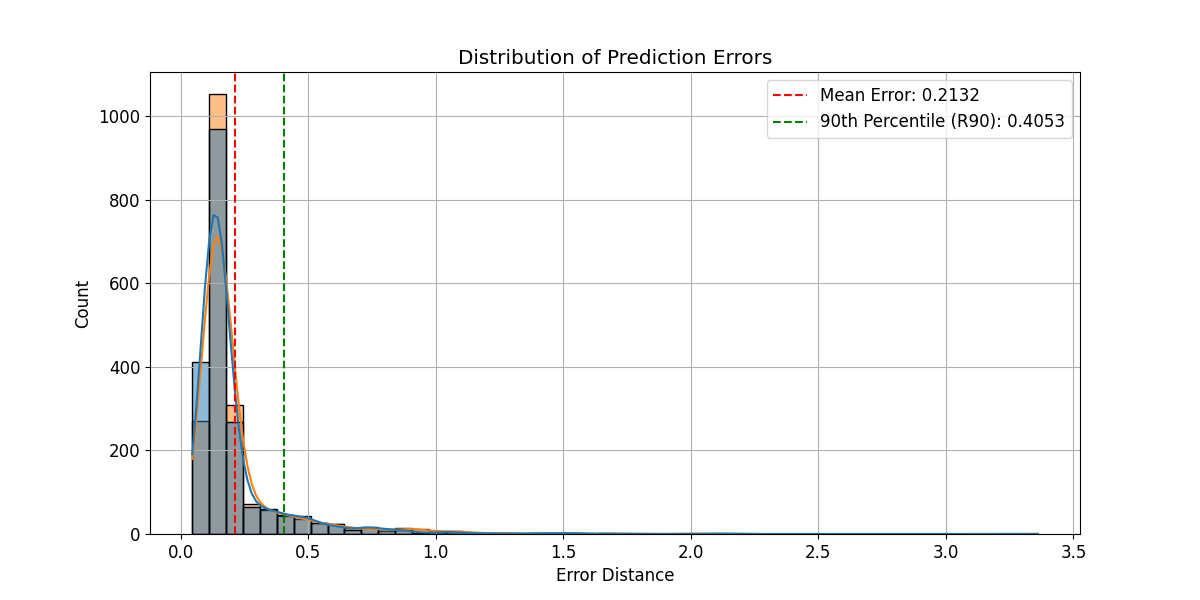 Distribution of Prediction Errors
Mean Error: 0.2132
90th Percentile (R90): 0.4053
1000
800
600
400
200
0
Count
0.0 0.5 1.0 1.5 2.0 2.5 3.0 3.5
Error Distance